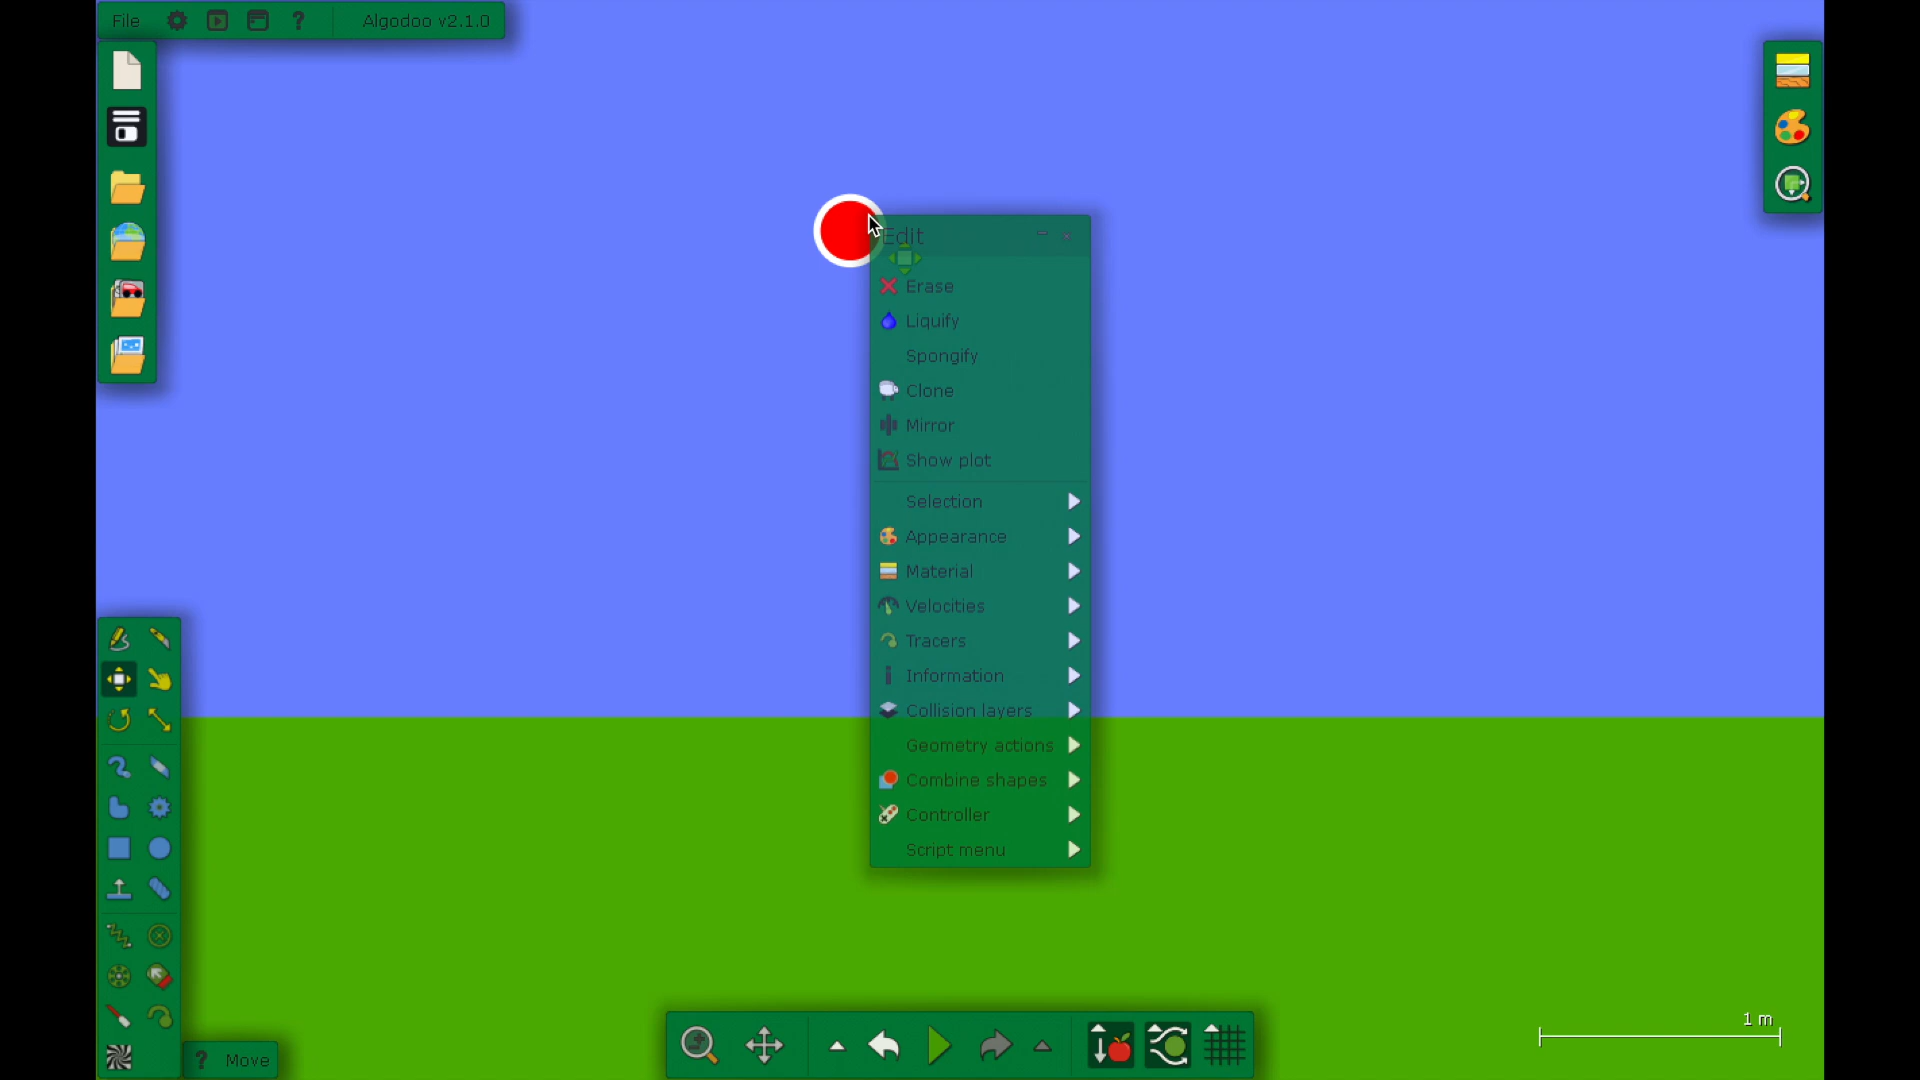 File ? Algodoo v2.1.0
Edit
Erase
Liquify
Spongify
Clone
Mirror
Show plot
Selection
Appearance
Material
Velocities
Tracers
Information
Collision layers
Geometry actions
Combine shapes
Controller
Script menu
? Move
1 m